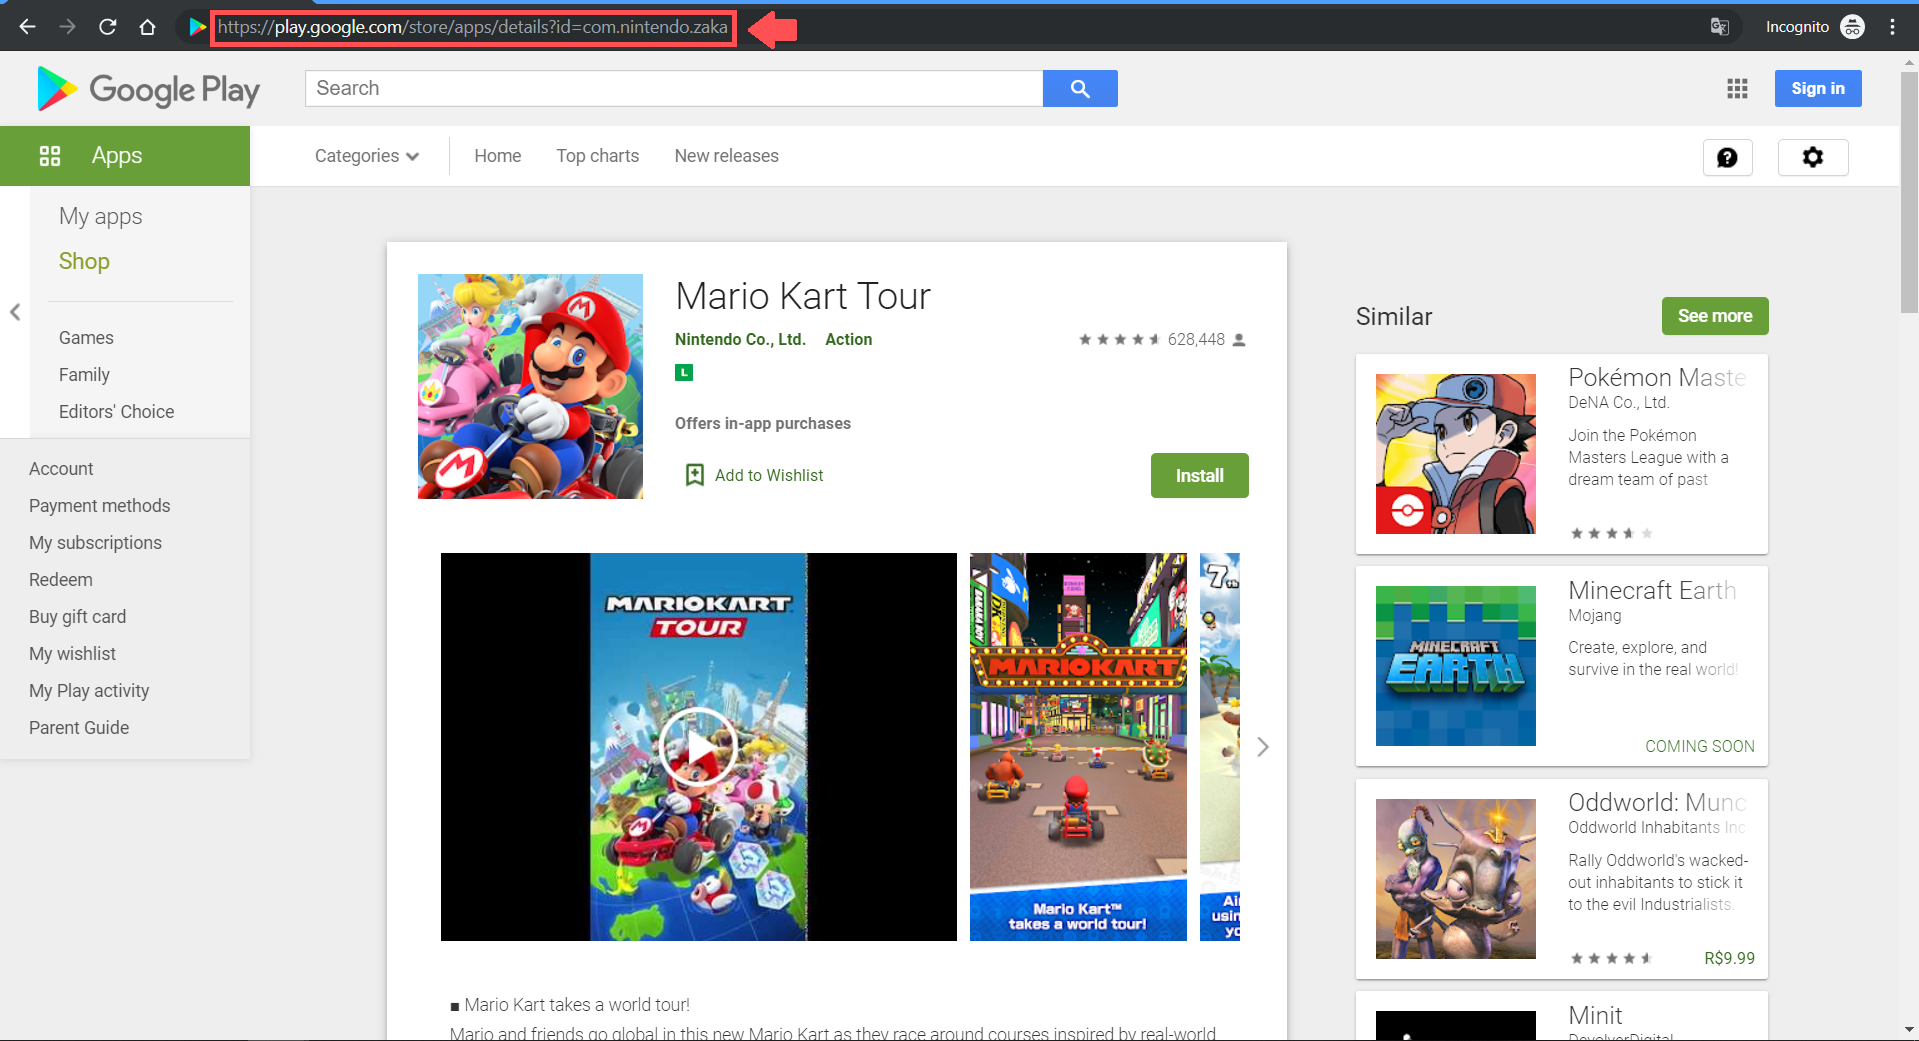 https://play.google.com/store/apps/details?id=com.nintendo.zaka
Incognito
Google Play
Search
Sign in
Apps
Categories
Home
Top charts
New releases
My apps
Shop
Games
Family
Editors' Choice
Account
Payment methods
My subscriptions
Redeem
Buy gift card
My wishlist
My Play activity
Parent Guide
Mario Kart Tour
Nintendo Co., Ltd. Action
628,448
L
Offers in-app purchases
Add to Wishlist
Install
MARIOKART
TOUR
MARIOKART
Mario Kart™
takes a world tour!
7th
Ai
usin
yo
■ Mario Kart takes a world tour!
Mario and friends go global in this new Mario Kart as they race around courses inspired by real-world
Similar
See more
Pokémon Maste
DeNA Co., Ltd.
Join the Pokémon
Masters League with a
dream team of past
Minecraft Earth
Mojang
Create, explore, and
survive in the real world!
MINECRAFT
EARTH
COMING SOON
Oddworld: Munc
Oddworld Inhabitants Inc
Rally Oddworld's wacked-
out inhabitants to stick it
to the evil Industrialists.
R$9.99
Minit
DevolverDigital